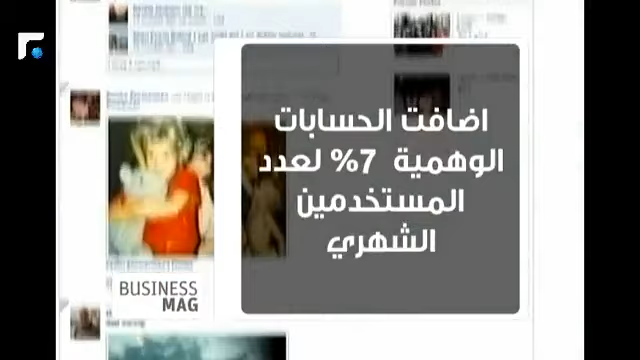 اضافت الحسابات
الوهمية 7% لعدد
المستخدمين
الشهري
BUSINESS
MAG